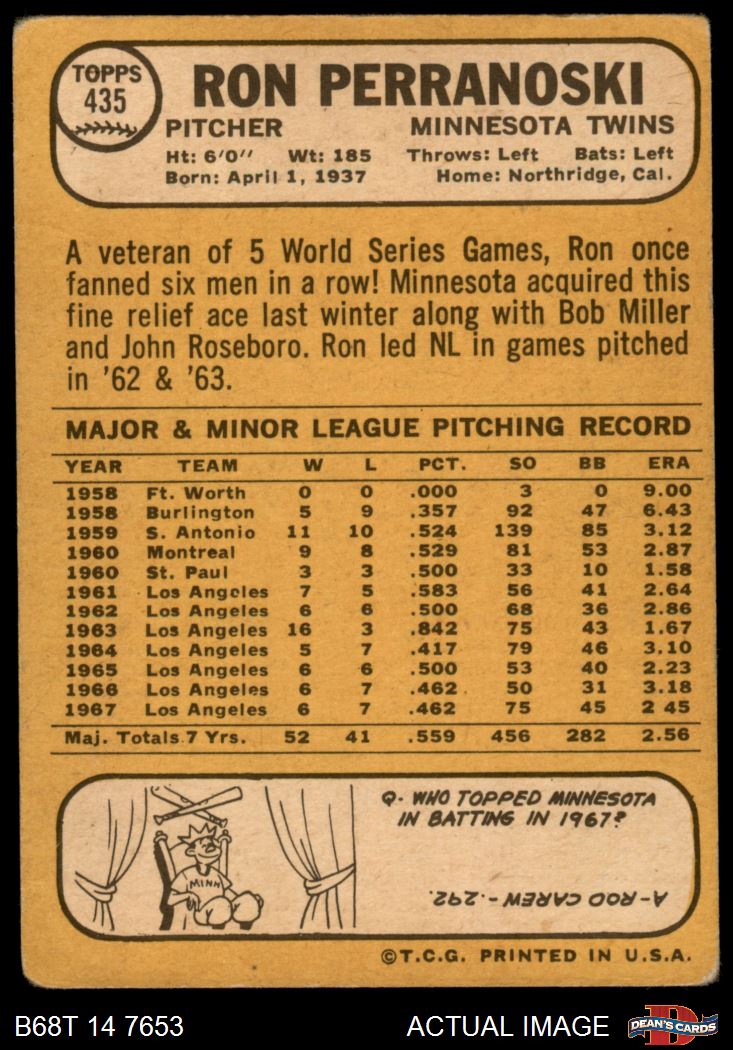 TOPPS
435
RON PERRANOSKI
PITCHER MINNESOTA TWINS
Ht: 6'0" Wt: 185 Throws: Left Bats: Left
Born: April 1, 1937 Home: Northridge, Cal.
A veteran of 5 World Series Games, Ron once
fanned six men in a row! Minnesota acquired this
fine relief ace last winter along with Bob Miller
and John Roseboro. Ron led NL in games pitched
in '62 & '63.
MAJOR & MINOR LEAGUE PITCHING RECORD
YEAR TEAM W L PCT. SO BB ERA
1958 Ft. Worth 0 0 .000 3 0 9.00
1958 Burlington 5 9 .357 92 47 6.43
1959 S. Antonio 11 10 .524 139 85 3.12
1960 Montreal 9 8 .529 81 53 2.87
1960 St. Paul 3 3 .500 33 10 1.58
1961 Los Angeles 7 5 .583 56 41 2.64
1962 Los Angeles 6 6 .500 68 36 2.86
1963 Los Angeles 16 3 .842 75 43 1.67
1964 Los Angeles 5 7 .417 79 46 3.10
1965 Los Angeles 6 6 .500 53 40 2.23
1966 Los Angeles 6 7 .462 50 31 3.18
1967 Los Angeles 6 7 .462 75 45 2 45
Maj. Totals 7 Yrs. 52 41 .559 456 282 2.56
MINN
Q- WHO TOPPED MINNESOTA
IN BATTING IN 1967?
A-ROD CAREW-.292.
©T.C.G. PRINTED IN U.S.A.
B68T 14 7653 ACTUAL IMAGE D DEAN'S CARDS